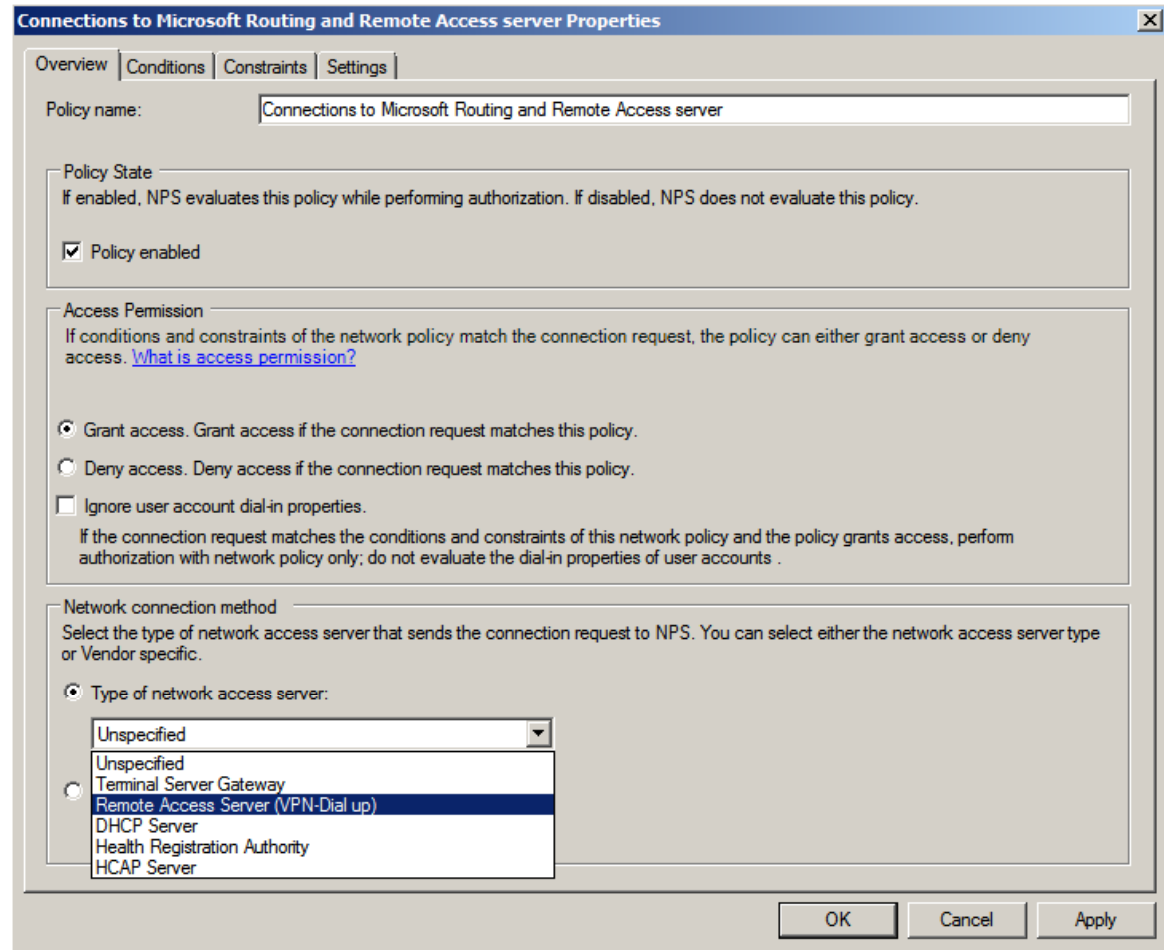 Connections to Microsoft Routing and Remote Access server Properties
Overview Conditions Constraints Settings
Policy name: Connections to Microsoft Routing and Remote Access server
Policy State
If enabled, NPS evaluates this policy while performing authorization. If disabled, NPS does not evaluate this policy.
Policy enabled
Access Permission
If conditions and constraints of the network policy match the connection request, the policy can either grant access or deny
access. What is access permission?
Grant access. Grant access if the connection request matches this policy.
Deny access. Deny access if the connection request matches this policy.
Ignore user account dial-in properties.
If the connection request matches the conditions and constraints of this network policy and the policy grants access, perform
authorization with network policy only; do not evaluate the dial-in properties of user accounts .
Network connection method
Select the type of network access server that sends the connection request to NPS. You can select either the network access server type
or Vendor specific.
Type of network access server:
Unspecified
Unspecified
Terminal Server Gateway
Remote Access Server (VPN-Dial up)
DHCP Server
Health Registration Authority
HCAP Server
OK Cancel Apply